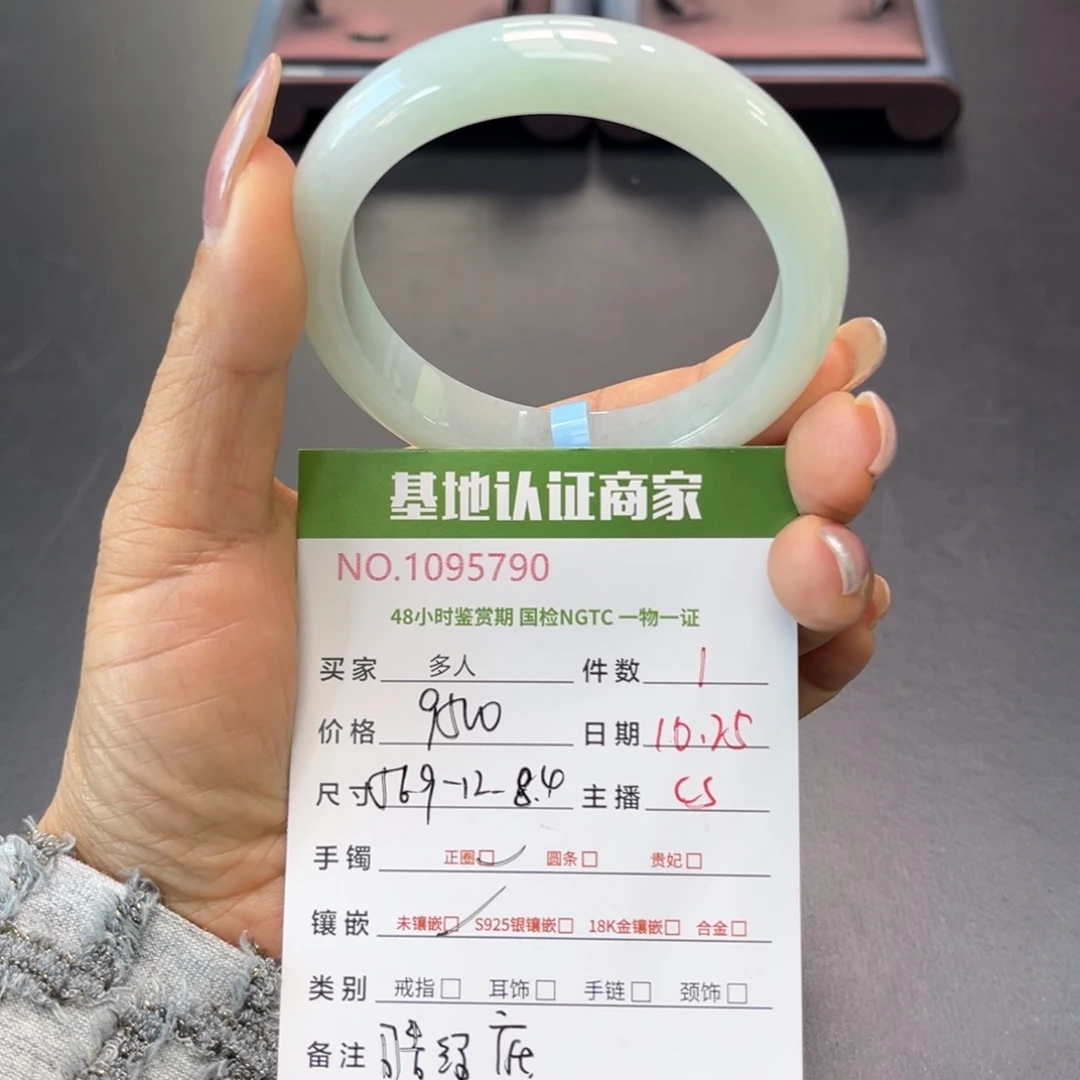 基地认证商家
NO.1095790
48小时鉴赏期 国检NGTC 一物一证
买家 多人 件数 1
价格 9500 日期 10.25
尺寸 569-12-8.4 主播 CS
手镯 正圈☑ 圆条□ 贵妃□
镶嵌 未镶嵌☑ S925银镶嵌□ 18K金镶嵌□ 合金□
类别 戒指□ 耳饰□ 手链□ 颈饰□
备注 底